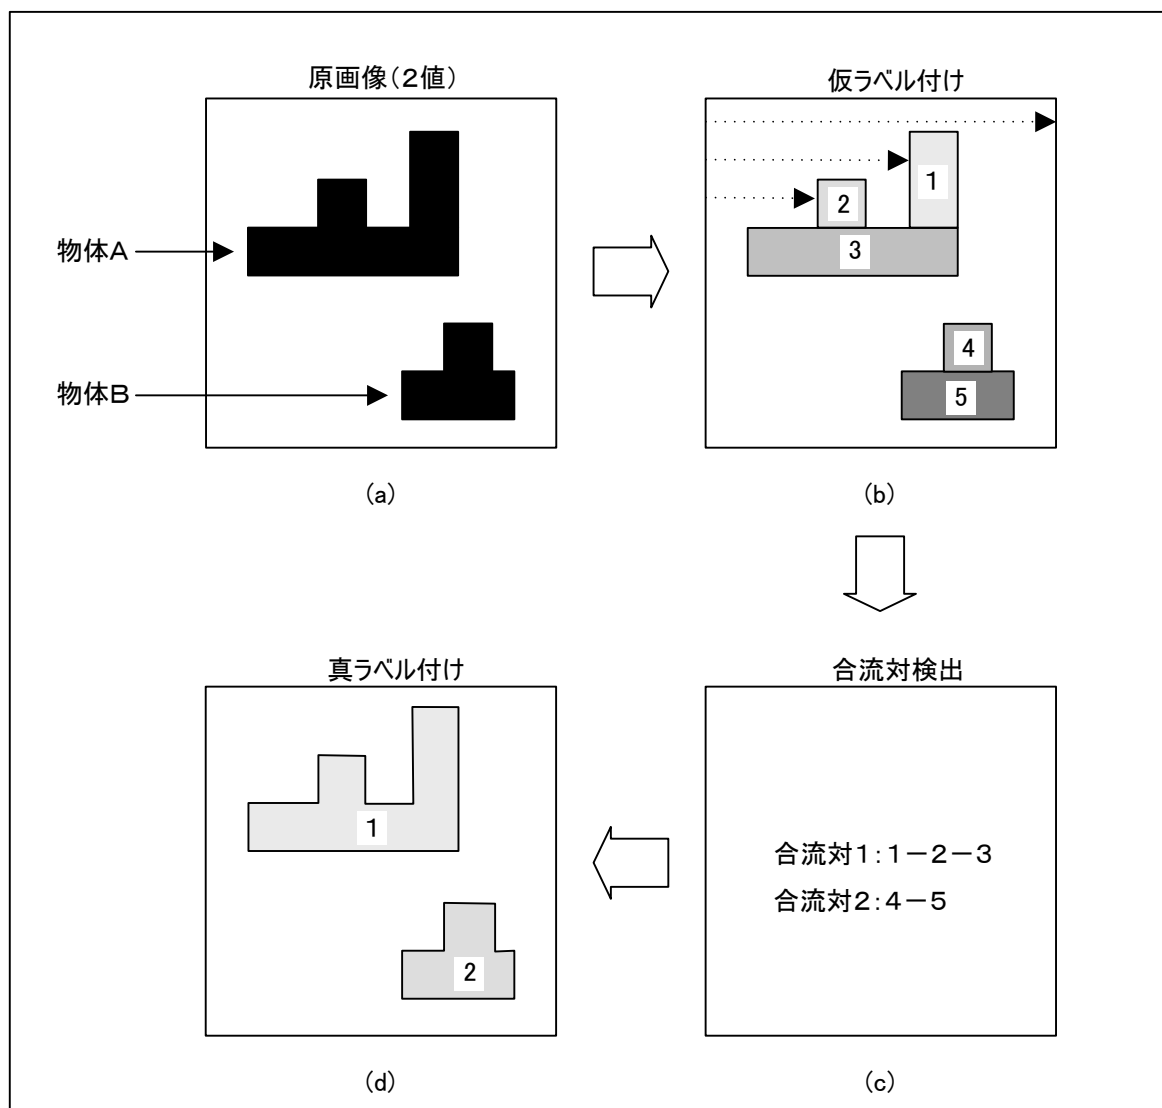 原画像(2値)
物体A
物体B
(a)
仮ラベル付け
1
2
3
4
5
(b)
合流対検出
合流対1:1-2-3
合流対2:4-5
(c)
真ラベル付け
1
2
(d)